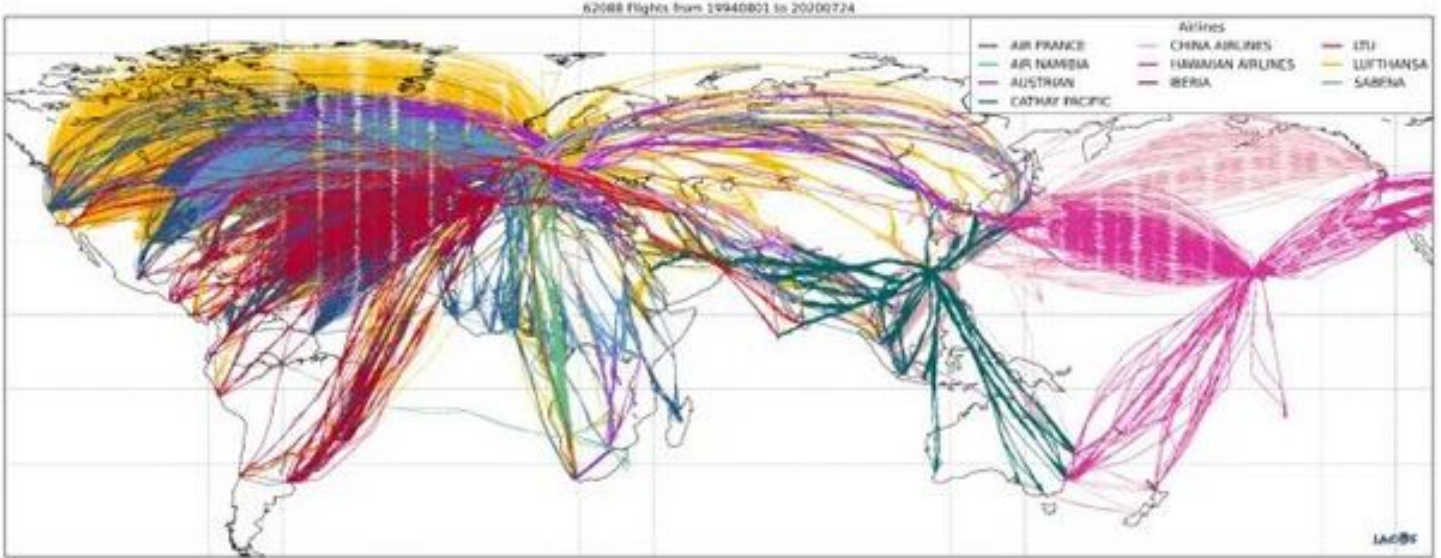 62088 Flights from 19940801 to 20200724
Airlines
AIR FRANCE
AIR NAMIBIA
AUSTRIAN
CATHAY PACIFIC
CHINA AIRLINES
HAWAIIAN AIRLINES
IBERIA
LTU
LUFTHANSA
SABENA
IAGOS